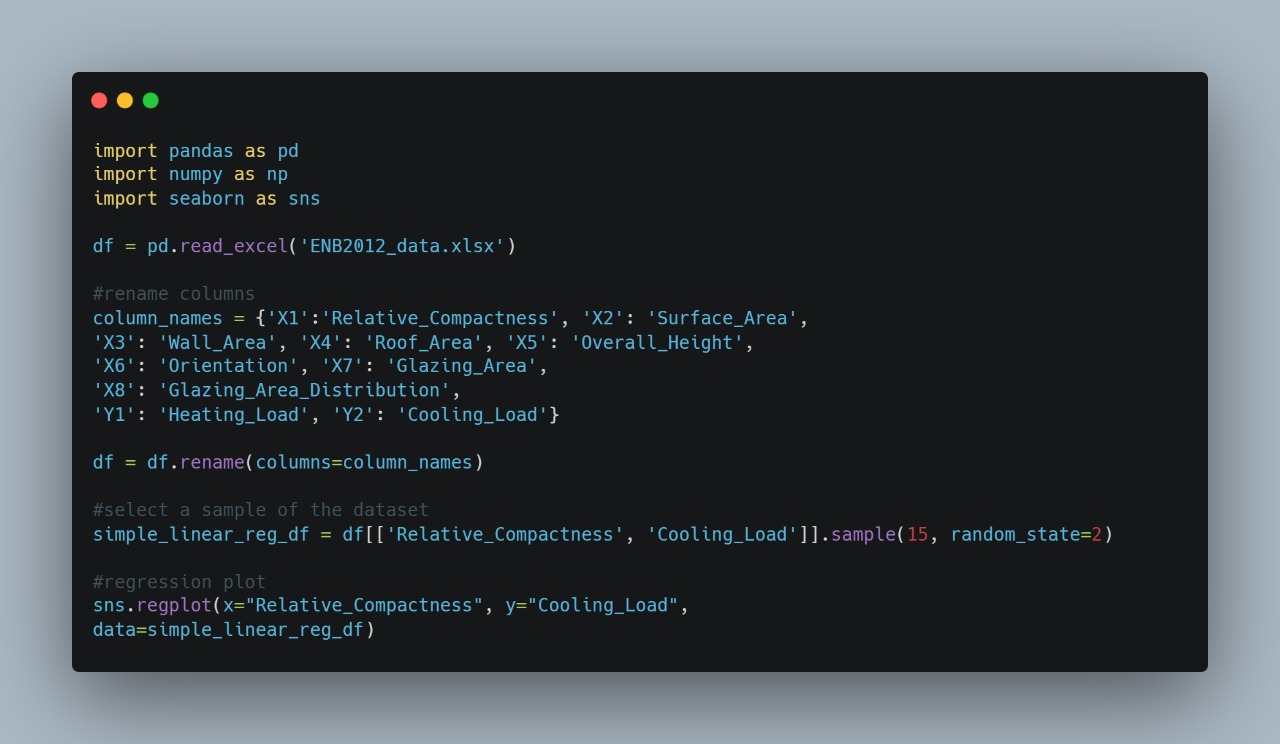 import pandas as pd
import numpy as np
import seaborn as sns
df = pd.read_excel('ENB2012_data.xlsx')
#rename columns
column_names = {'X1':'Relative_Compactness', 'X2': 'Surface_Area',
'X3': 'Wall_Area', 'X4': 'Roof_Area', 'X5': 'Overall_Height',
'X6': 'Orientation', 'X7': 'Glazing_Area',
'X8': 'Glazing_Area_Distribution',
'Y1': 'Heating_Load', 'Y2': 'Cooling_Load'}
df = df.rename(columns=column_names)
#select a sample of the dataset
simple_linear_reg_df = df[['Relative_Compactness', 'Cooling_Load']].sample(15, random_state=2)
#regression plot
sns.regplot(x="Relative_Compactness", y="Cooling_Load",
data=simple_linear_reg_df)